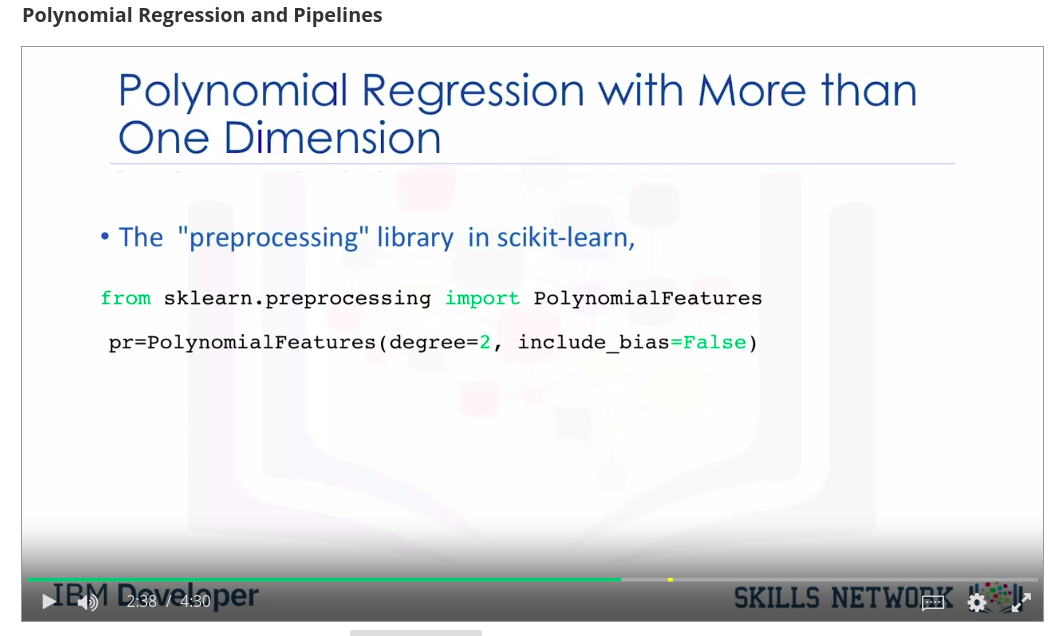 Polynomial Regression and Pipelines
Polynomial Regression with More than
One Dimension
• The "preprocessing" library in scikit-learn,
from sklearn.preprocessing import PolynomialFeatures
pr=PolynomialFeatures(degree=2, include_bias=False)
IBM Developer
2:38 / 4:30
SKILLS NETWORK